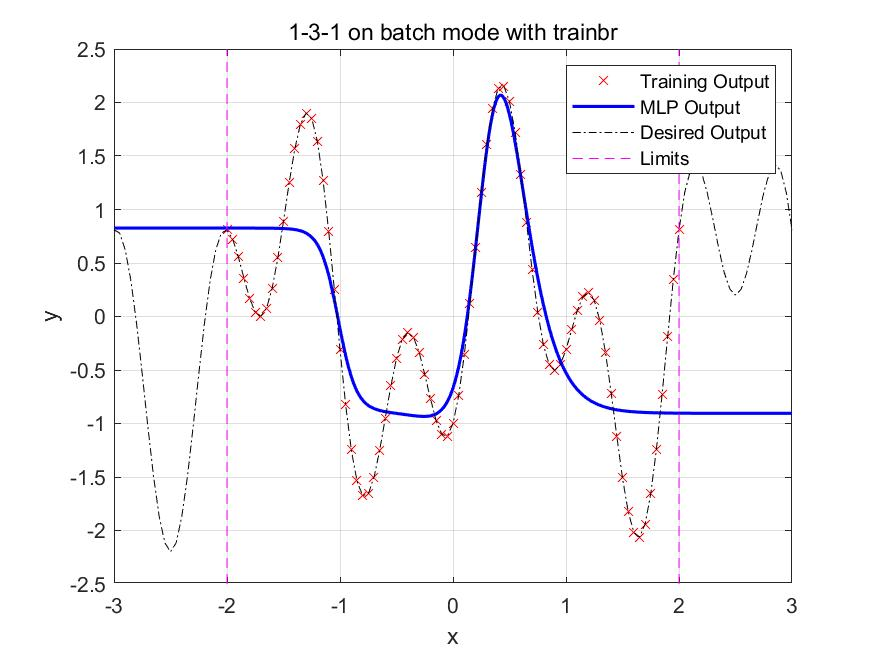 1-3-1 on batch mode with trainbr
2.5
2
1.5
1
0.5
0
-0.5
-1
-1.5
-2
-2.5
y
Training Output
MLP Output
Desired Output
Limits
-3 -2 -1 0 1 2 3
x